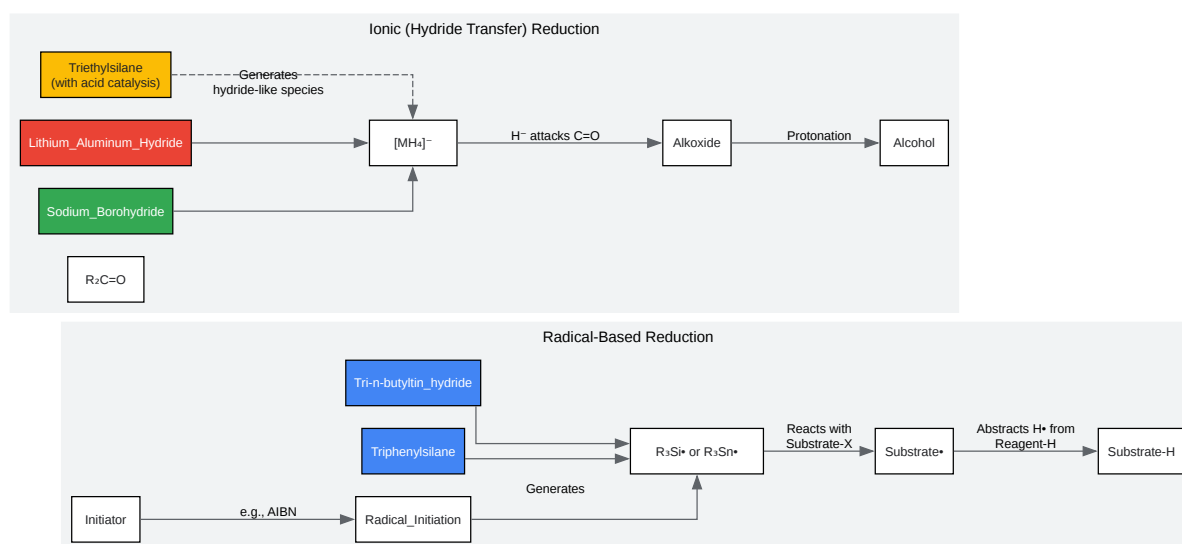 Ionic (Hydride Transfer) Reduction
Triethylsilane
(with acid catalysis)
Generates
hydride-like species
Lithium_Aluminum_Hydride
[MH₄]⁻
H⁻ attacks C=O
Alkoxide
Protonation
Alcohol
Sodium_Borohydride
R₂C=O
Radical-Based Reduction
Tri-n-butyltin_hydride
Triphenylsilane
R₃Si• or R₃Sn•
Reacts with
Substrate-X
Substrate•
Abstracts H• from
Reagent-H
Substrate-H
Generates
Initiator
e.g., AIBN
Radical_Initiation